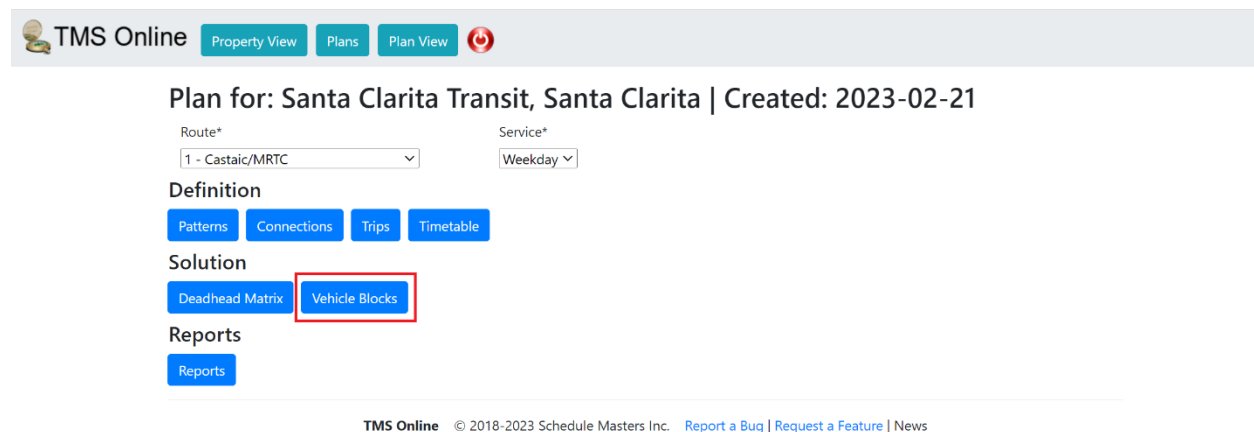 TMS Online Property View Plans Plan View
Plan for: Santa Clarita Transit, Santa Clarita | Created: 2023-02-21
Route* Service*
1 - Castaic/MRTC Weekday
Definition
Patterns Connections Trips Timetable
Solution
Deadhead Matrix Vehicle Blocks
Reports
Reports
TMS Online © 2018-2023 Schedule Masters Inc. Report a Bug | Request a Feature | News